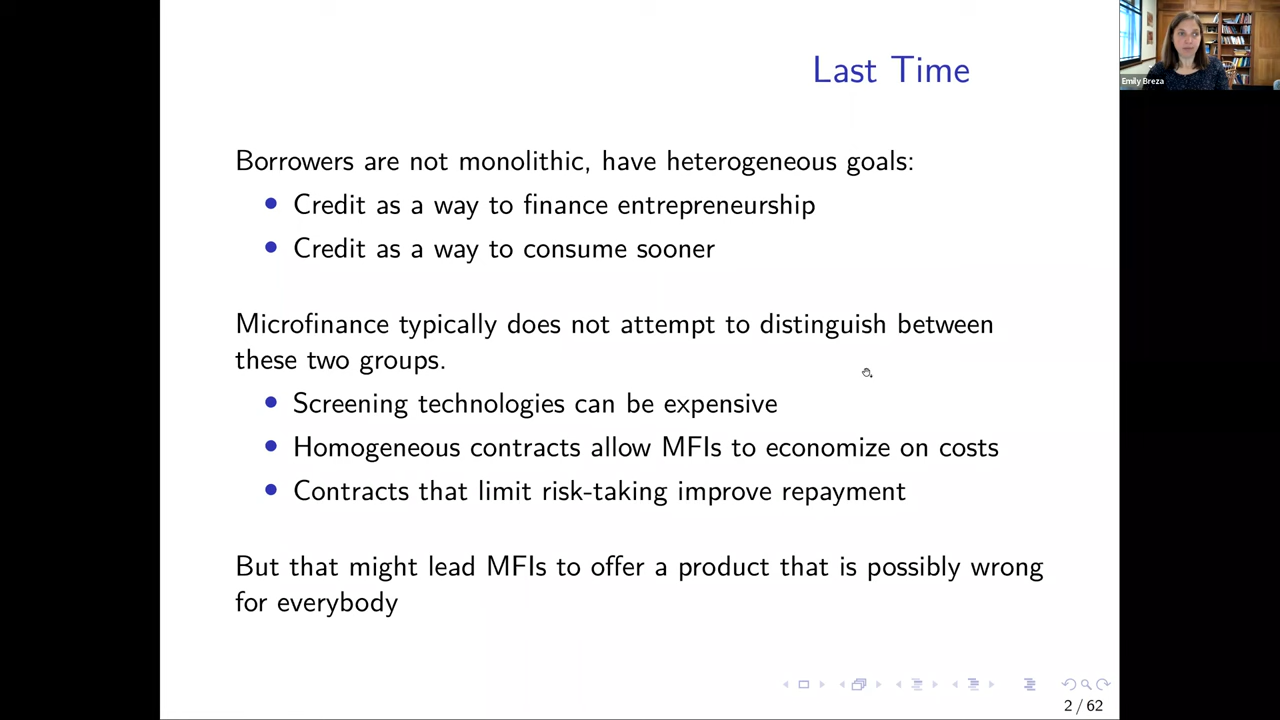 Last Time
Emily Breza
Borrowers are not monolithic, have heterogeneous goals:
• Credit as a way to finance entrepreneurship
• Credit as a way to consume sooner
Microfinance typically does not attempt to distinguish between
these two groups.
• Screening technologies can be expensive
• Homogeneous contracts allow MFIs to economize on costs
• Contracts that limit risk-taking improve repayment
But that might lead MFIs to offer a product that is possibly wrong
for everybody
2 / 62